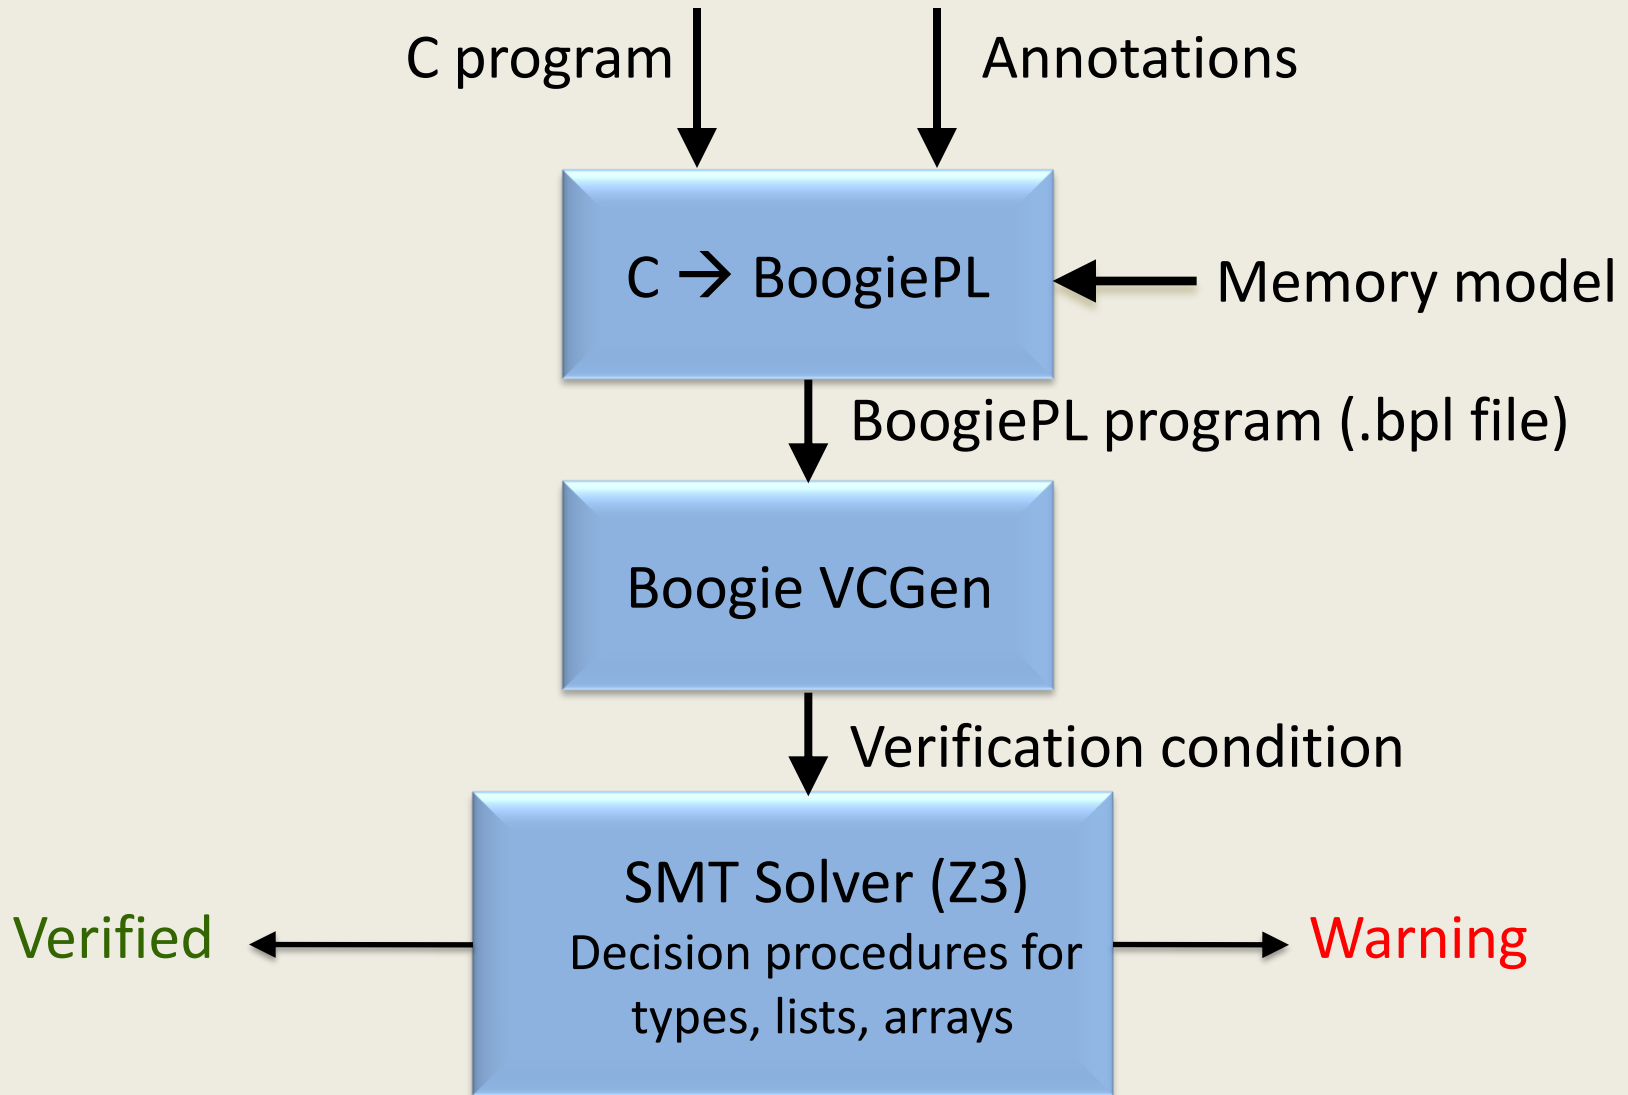 C program
Annotations
C → BoogiePL
Memory model
BoogiePL program (.bpl file)
Boogie VCGen
Verification condition
SMT Solver (Z3)
Decision procedures for
types, lists, arrays
Verified
Warning